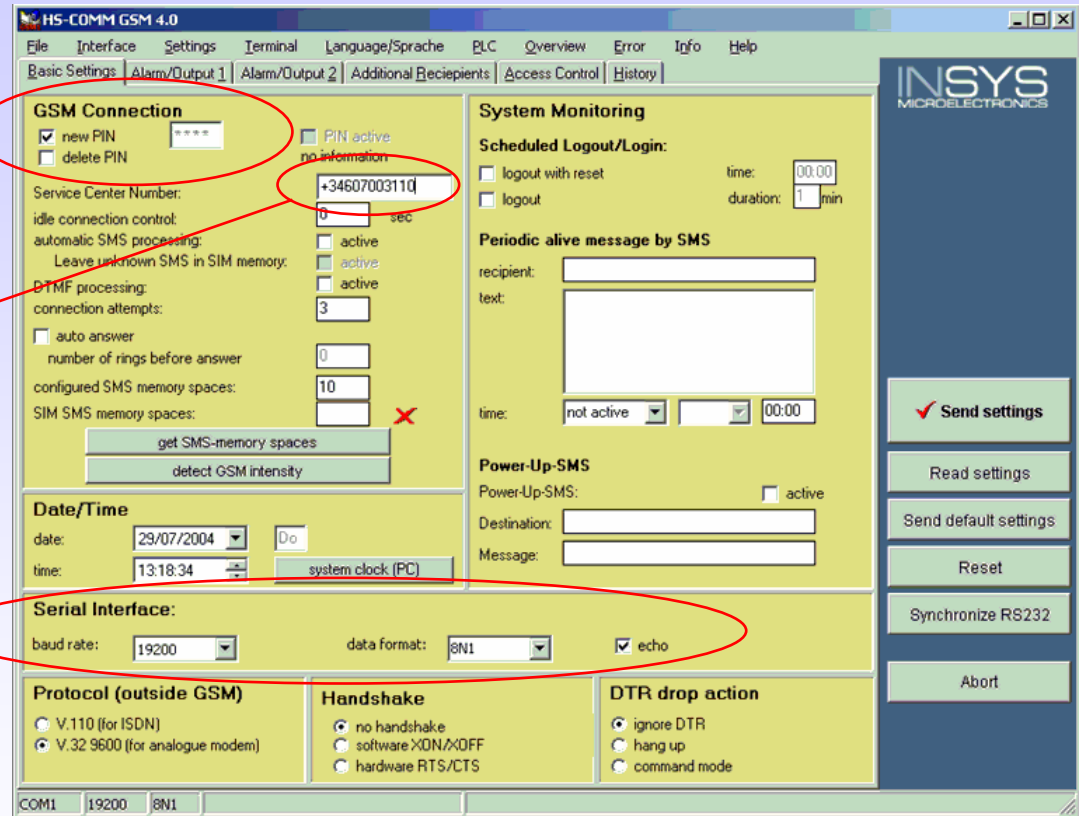 HS-COMM GSM 4.0
File Interface Settings Terminal Language/Sprache PLC Overview Error Info Help
Basic Settings Alarm/Output 1 Alarm/Output 2 Additional Reciepients Access Control History
INSYS
MICROELECTRONICS
GSM Connection
new PIN ****
delete PIN
PIN active
no information
Service Center Number: +34607003110
idle connection control: 0 sec
automatic SMS processing: active
Leave unknown SMS in SIM memory: active
DTMF processing: active
connection attempts: 3
auto answer
number of rings before answer 0
configured SMS memory spaces: 10
SIM SMS memory spaces:
get SMS-memory spaces
detect GSM intensity
Date/Time
date: 29/07/2004 Do
time: 13:18:34 system clock (PC)
System Monitoring
Scheduled Logout/Login:
logout with reset time: 00:00
logout duration: 1 min
Periodic alive message by SMS
recipient:
text:
time: not active 00:00
Power-Up-SMS
Power-Up-SMS: active
Destination:
Message:
Serial Interface:
baud rate: 19200 data format: 8N1 echo
Protocol (outside GSM)
V.110 (for ISDN)
V.32 9600 (for analogue modem)
Handshake
no handshake
software XON/XOFF
hardware RTS/CTS
DTR drop action
ignore DTR
hang up
command mode
Send settings
Read settings
Send default settings
Reset
Synchronize RS232
Abort
COM1 19200 8N1